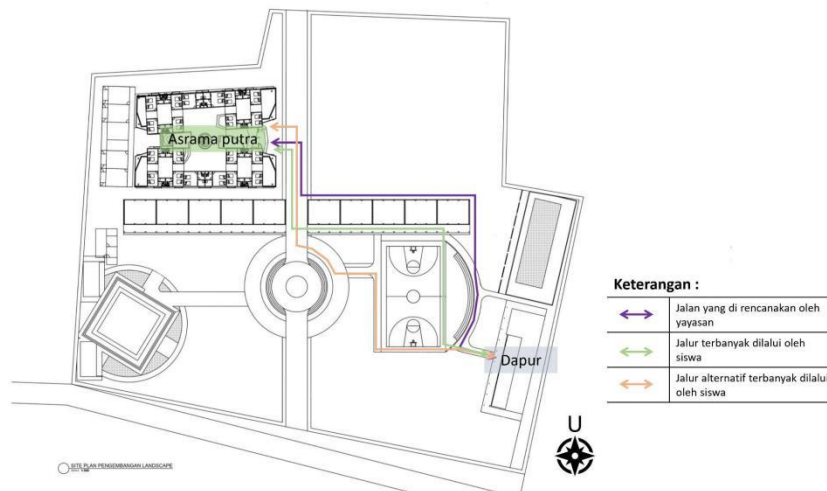 Asrama putra
Dapur
Keterangan :
Jalan yang di rencanakan oleh
yayasan
Jalur terbanyak dilalui oleh
siswa
Jalur alternatif terbanyak dilalui
oleh siswa
U
SITE PLAN PENGEMBANGAN LANDSCAPE